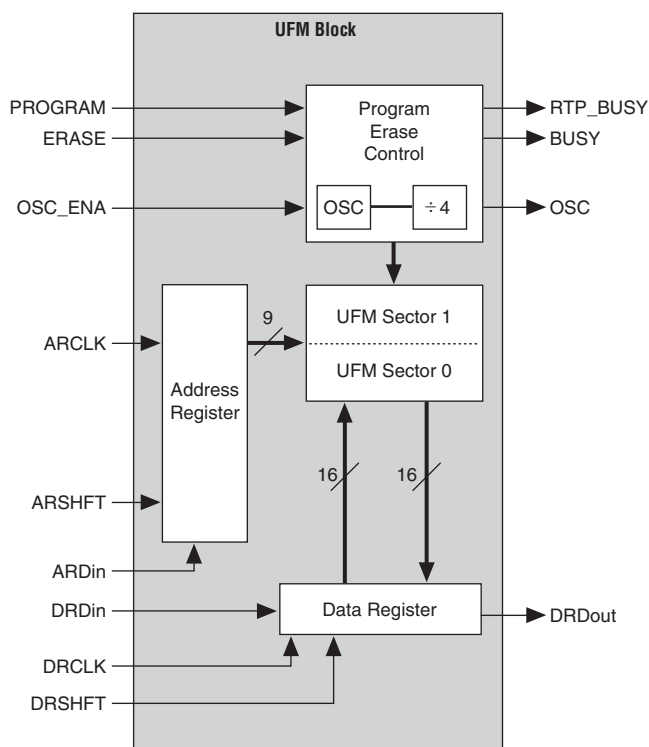 UFM Block
PROGRAM
ERASE
OSC_ENA
Program
Erase
Control
OSC
÷ 4
RTP_BUSY
BUSY
OSC
UFM Sector 1
UFM Sector 0
9
ARCLK
Address
Register
ARSHFT
ARDin
16
16
DRDin
Data Register
DRDout
DRCLK
DRSHFT